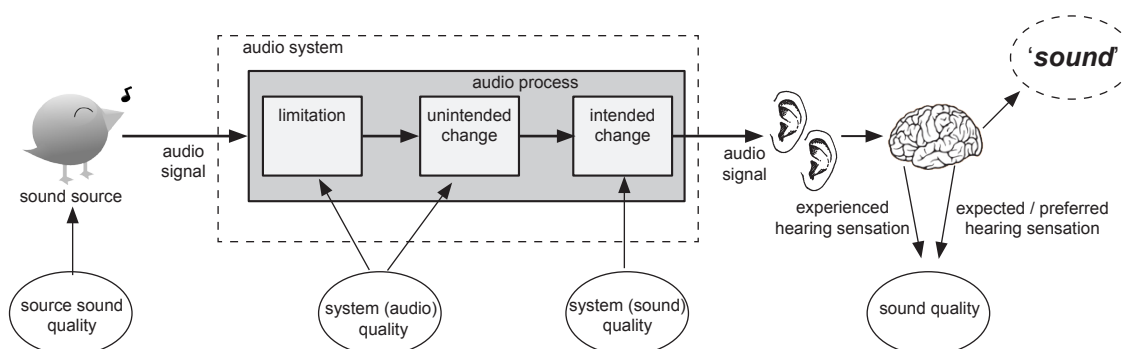 audio system
'sound'
audio process
limitation
unintended
change
intended
change
audio
signal
audio
signal
sound source
experienced
hearing sensation
expected / preferred
hearing sensation
source sound
quality
system (audio)
quality
system (sound)
quality
sound quality